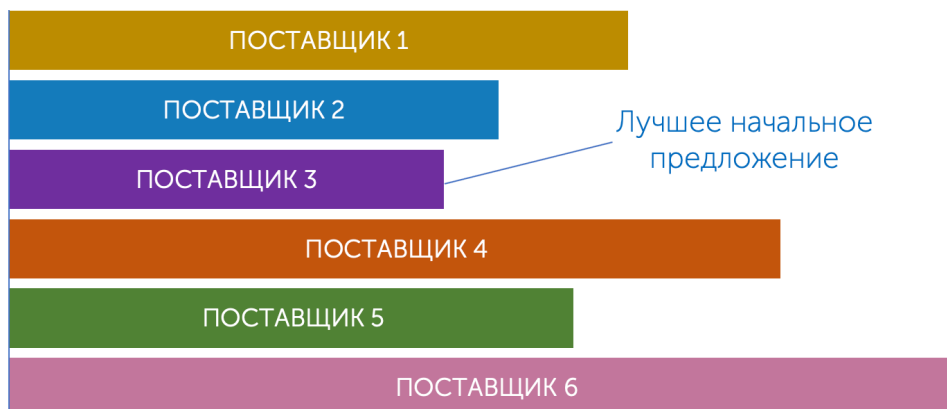 ПОСТАВЩИК 1
ПОСТАВЩИК 2
Лучшее начальное
предложение
ПОСТАВЩИК 3
ПОСТАВЩИК 4
ПОСТАВЩИК 5
ПОСТАВЩИК 6